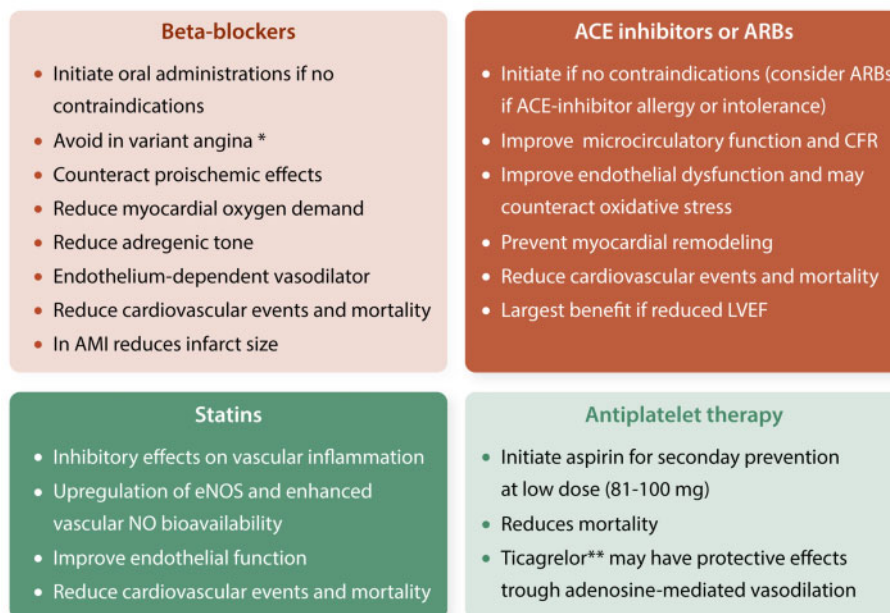 Beta-blockers
• Initiate oral administrations if no
contraindications
• Avoid in variant angina *
• Counteract proischemic effects
• Reduce myocardial oxygen demand
• Reduce adregenic tone
• Endothelium-dependent vasodilator
• Reduce cardiovascular events and mortality
• In AMI reduces infarct size
ACE inhibitors or ARBs
• Initiate if no contraindications (consider ARBs
if ACE-inhibitor allergy or intolerance)
• Improve microcirculatory function and CFR
• Improve endothelial dysfunction and may
counteract oxidative stress
• Prevent myocardial remodeling
• Reduce cardiovascular events and mortality
• Largest benefit if reduced LVEF
Statins
• Inhibitory effects on vascular inflammation
• Upregulation of eNOS and enhanced
vascular NO bioavailability
• Improve endothelial function
• Reduce cardiovascular events and mortality
Antiplatelet therapy
• Initiate aspirin for seconday prevention
at low dose (81-100 mg)
• Reduces mortality
• Ticagrelor** may have protective effects
trough adenosine-mediated vasodilation